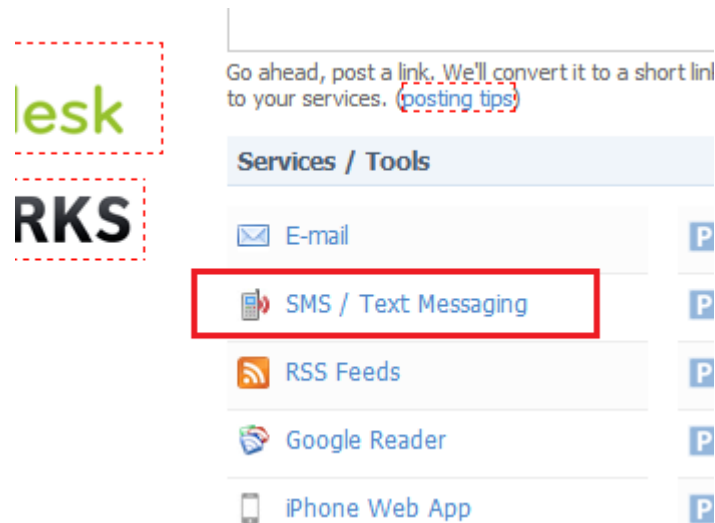 Go ahead, post a link. We'll convert it to a short link
to your services. (posting tips)
desk
Services / Tools
RKS
E-mail
P
SMS / Text Messaging
P
RSS Feeds
P
Google Reader
P
iPhone Web App
P